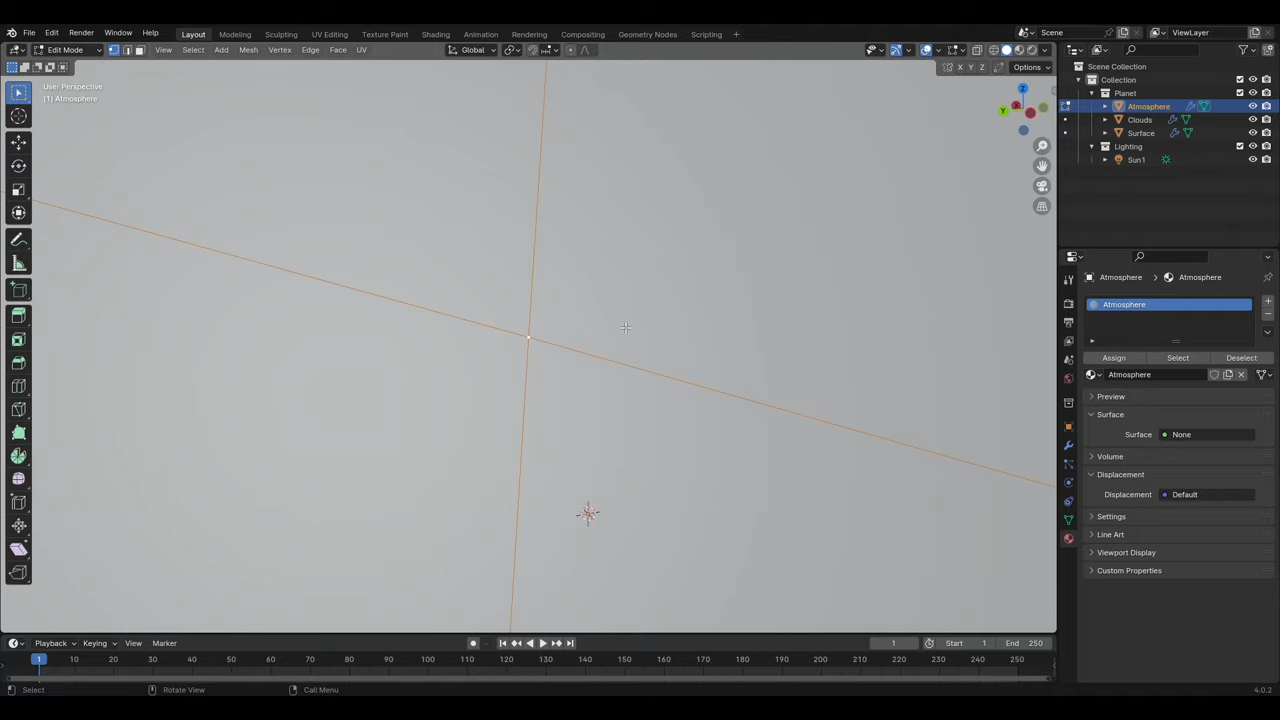 File Edit Render Window Help Layout Modeling Sculpting UV Editing Texture Paint Shading Animation Rendering Compositing Geometry Nodes Scripting + Scene ViewLayer
Edit Mode View Select Add Mesh Vertex Edge Face UV Global
X Y Z Options
User Perspective
(1) Atmosphere
Z
X
Y
Scene Collection
Collection
Planet
Atmosphere
Clouds
Surface
Lighting
Sun1
Atmosphere > Atmosphere
Atmosphere
Assign Select Deselect
Atmosphere
Preview
Surface
Surface None
Volume
Displacement
Displacement Default
Settings
Line Art
Viewport Display
Custom Properties
Playback Keying View Marker 1 Start 1 End 250
1 10 20 30 40 50 60 70 80 90 100 110 120 130 140 150 160 170 180 190 200 210 220 230 240 250
Select Rotate View Call Menu 4.0.2